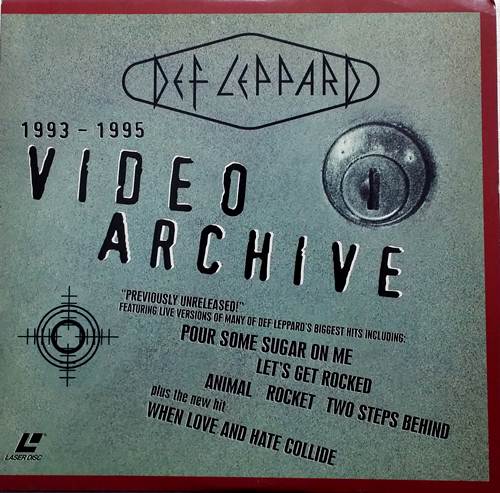 DEF LEPPARD
1993 - 1995
VIDEO
ARCHIVE
"PREVIOUSLY UNRELEASED!"
FEATURING LIVE VERSIONS OF MANY OF DEF LEPPARD'S BIGGEST HITS INCLUDING:
POUR SOME SUGAR ON ME
LET'S GET ROCKED
ANIMAL ROCKET TWO STEPS BEHIND
plus the new hit
WHEN LOVE AND HATE COLLIDE
LASER DISC